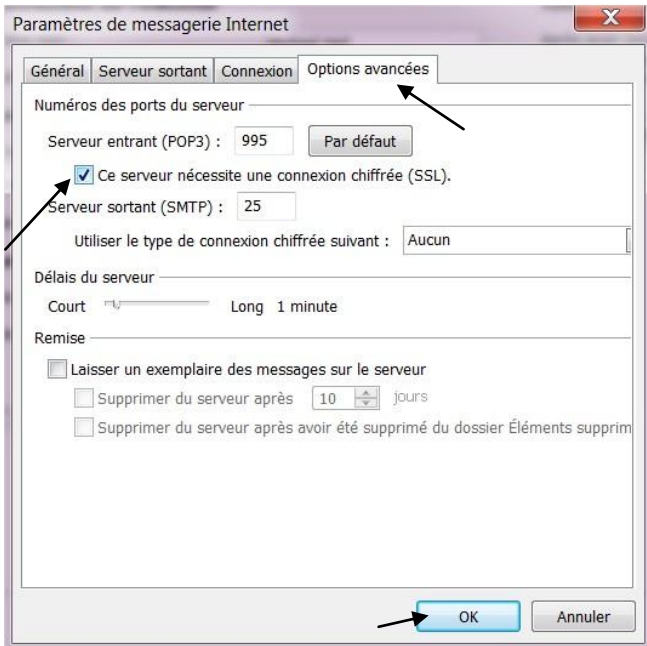 Paramètres de messagerie Internet
Général Serveur sortant Connexion Options avancées
Numéros des ports du serveur
Serveur entrant (POP3) : 995 Par défaut
Ce serveur nécessite une connexion chiffrée (SSL).
Serveur sortant (SMTP) : 25
Utiliser le type de connexion chiffrée suivant : Aucun
Délais du serveur
Court Long 1 minute
Remise
Laisser un exemplaire des messages sur le serveur
Supprimer du serveur après 10 jours
Supprimer du serveur après avoir été supprimé du dossier Éléments supprim
OK Annuler